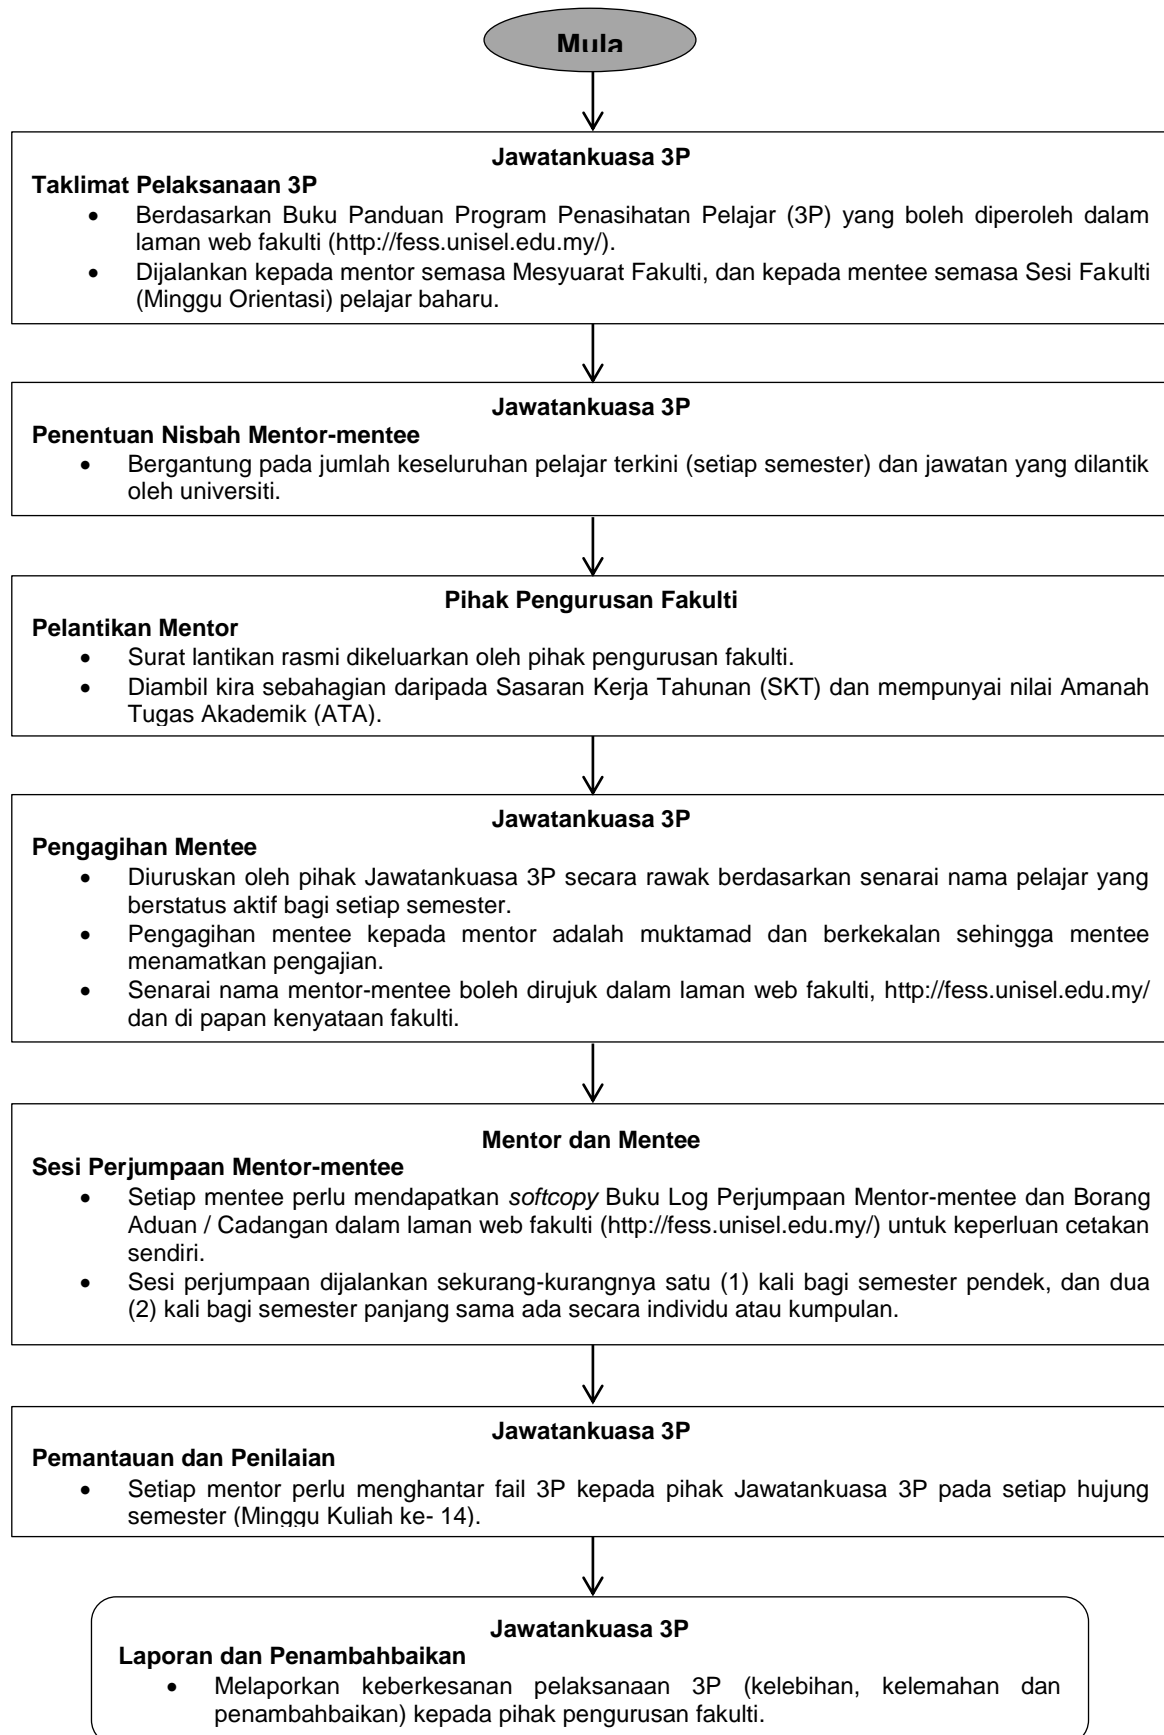 Mula
Jawatankuasa 3P
Taklimat Pelaksanaan 3P
• Berdasarkan Buku Panduan Program Penasihatan Pelajar (3P) yang boleh diperoleh dalam
laman web fakulti (http://fess.unisel.edu.my/).
• Dijalankan kepada mentor semasa Mesyuarat Fakulti, dan kepada mentee semasa Sesi Fakulti
(Minggu Orientasi) pelajar baharu.
Jawatankuasa 3P
Penentuan Nisbah Mentor-mentee
• Bergantung pada jumlah keseluruhan pelajar terkini (setiap semester) dan jawatan yang dilantik
oleh universiti.
Pihak Pengurusan Fakulti
Pelantikan Mentor
• Surat lantikan rasmi dikeluarkan oleh pihak pengurusan fakulti.
• Diambil kira sebahagian daripada Sasaran Kerja Tahunan (SKT) dan mempunyai nilai Amanah
Tugas Akademik (ATA).
Jawatankuasa 3P
Pengagihan Mentee
• Diuruskan oleh pihak Jawatankuasa 3P secara rawak berdasarkan senarai nama pelajar yang
berstatus aktif bagi setiap semester.
• Pengagihan mentee kepada mentor adalah muktamad dan berkekalan sehingga mentee
menamatkan pengajian.
• Senarai nama mentor-mentee boleh dirujuk dalam laman web fakulti, http://fess.unisel.edu.my/
dan di papan kenyataan fakulti.
Mentor dan Mentee
Sesi Perjumpaan Mentor-mentee
• Setiap mentee perlu mendapatkan softcopy Buku Log Perjumpaan Mentor-mentee dan Borang
Aduan / Cadangan dalam laman web fakulti (http://fess.unisel.edu.my/) untuk keperluan cetakan
sendiri.
• Sesi perjumpaan dijalankan sekurang-kurangnya satu (1) kali bagi semester pendek, dan dua
(2) kali bagi semester panjang sama ada secara individu atau kumpulan.
Jawatankuasa 3P
Pemantauan dan Penilaian
• Setiap mentor perlu menghantar fail 3P kepada pihak Jawatankuasa 3P pada setiap hujung
semester (Minggu Kuliah ke- 14).
Jawatankuasa 3P
Laporan dan Penambahbaikan
• Melaporkan keberkesanan pelaksanaan 3P (kelebihan, kelemahan dan
penambahbaikan) kepada pihak pengurusan fakulti.